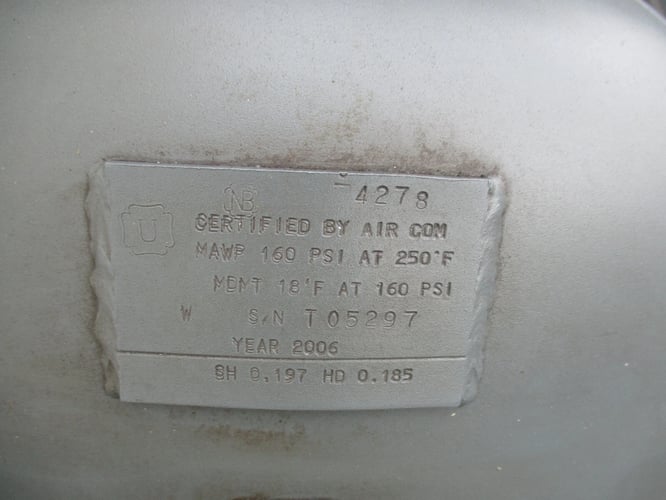 NB 4278
U CERTIFIED BY AIR COM
MAWP 160 PSI AT 250°F
MDMT 18°F AT 160 PSI
W S/N T05297
YEAR 2006
SH 0.197 HD 0.185